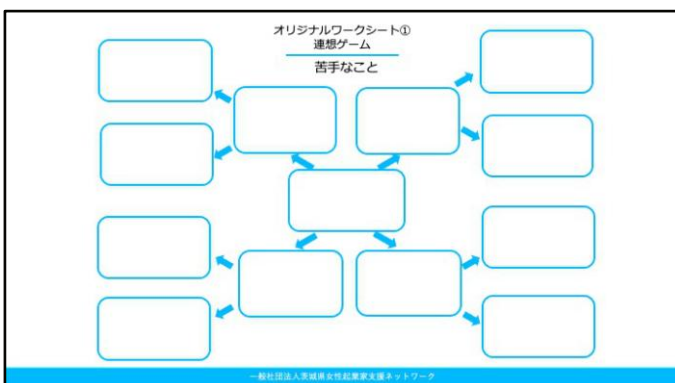 オリジナルワークシート①
連想ゲーム
苦手なこと
一般社団法人茨城県女性起業家支援ネットワーク